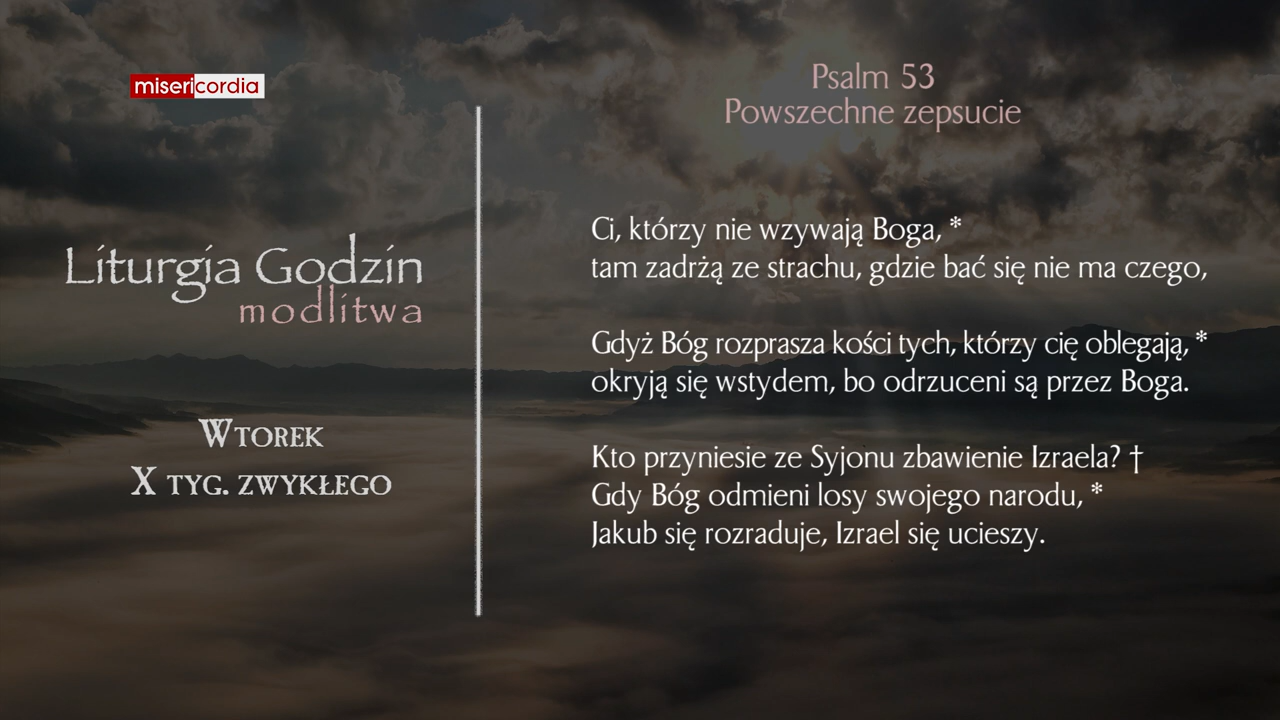 misericordia
Liturgia Godzin
modlitwa
Wtorek
X tyg. zwykłego
Psalm 53
Powszechne zepsucie
Ci, którzy nie wzywają Boga, *
tam zadrżą ze strachu, gdzie bać się nie ma czego,
Gdyż Bóg rozprasza kości tych, którzy cię oblegają, *
okryją się wstydem, bo odrzuceni są przez Boga.
Kto przyniesie ze Syjonu zbawienie Izraela? †
Gdy Bóg odmieni losy swojego narodu, *
Jakub się rozraduje, Izrael się ucieszy.